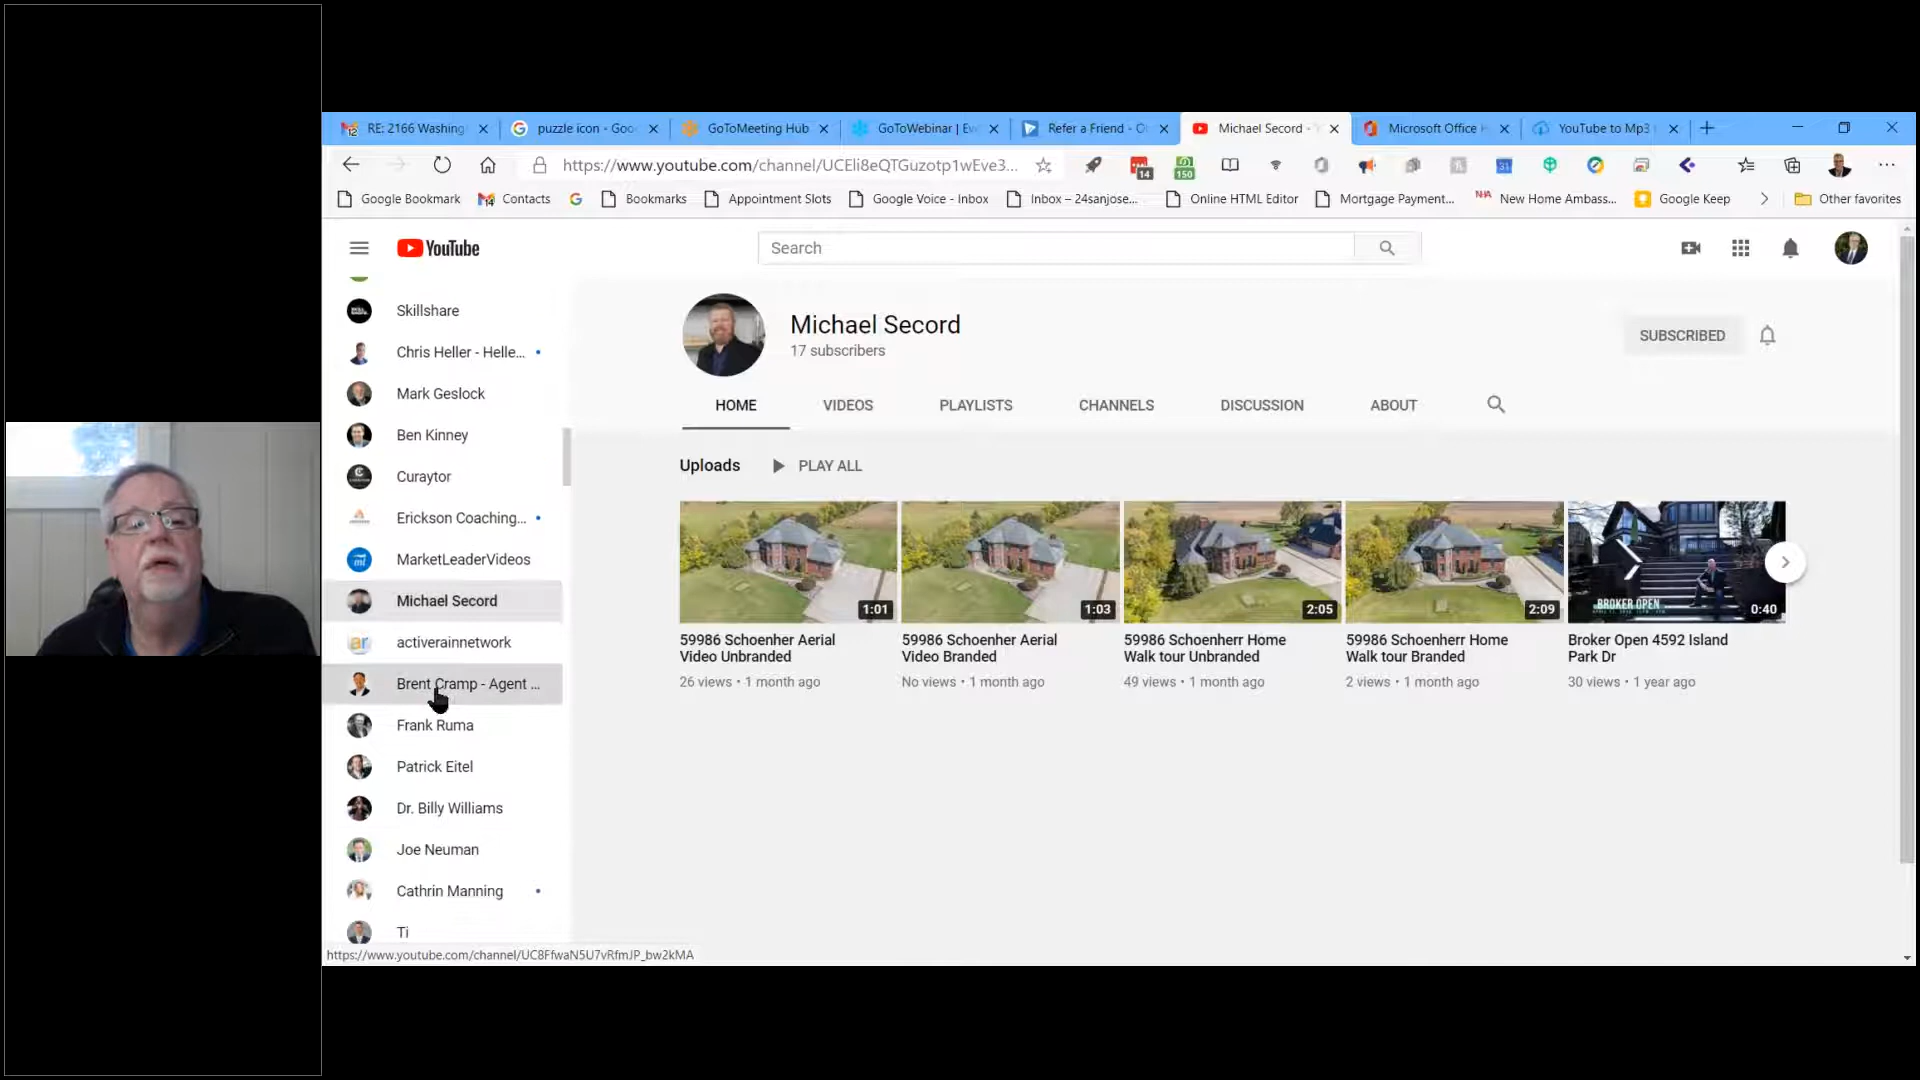 RE: 2166 Washing
puzzle icon - Goo
GoToMeeting Hub
GoToWebinar | Ev
Refer a Friend - O
Michael Secord -
Microsoft Office
YouTube to Mp3
https://www.youtube.com/channel/UCEli8eQTGuzotp1wEve3...
14
150
31
Google Bookmark
Contacts
Bookmarks
Appointment Slots
Google Voice - Inbox
Inbox – 24sanjose...
Online HTML Editor
Mortgage Payment...
NHA
New Home Ambass...
Google Keep
Other favorites
YouTube
Search
Skillshare
Chris Heller - Helle...
Mark Geslock
Ben Kinney
Curaytor
Erickson Coaching...
MarketLeaderVideos
Michael Secord
activerainnetwork
Brent Cramp - Agent ...
Frank Ruma
Patrick Eitel
Dr. Billy Williams
Joe Neuman
Cathrin Manning
Ti
Michael Secord
17 subscribers
SUBSCRIBED
HOME
VIDEOS
PLAYLISTS
CHANNELS
DISCUSSION
ABOUT
Uploads
PLAY ALL
1:01
59986 Schoenher Aerial
Video Unbranded
26 views • 1 month ago
1:03
59986 Schoenher Aerial
Video Branded
No views • 1 month ago
2:05
59986 Schoenherr Home
Walk tour Unbranded
49 views • 1 month ago
2:09
59986 Schoenherr Home
Walk tour Branded
2 views • 1 month ago
BROKER OPEN
0:40
Broker Open 4592 Island
Park Dr
30 views • 1 year ago
https://www.youtube.com/channel/UC8FfwaN5U7vRfmJP_bw2kMA